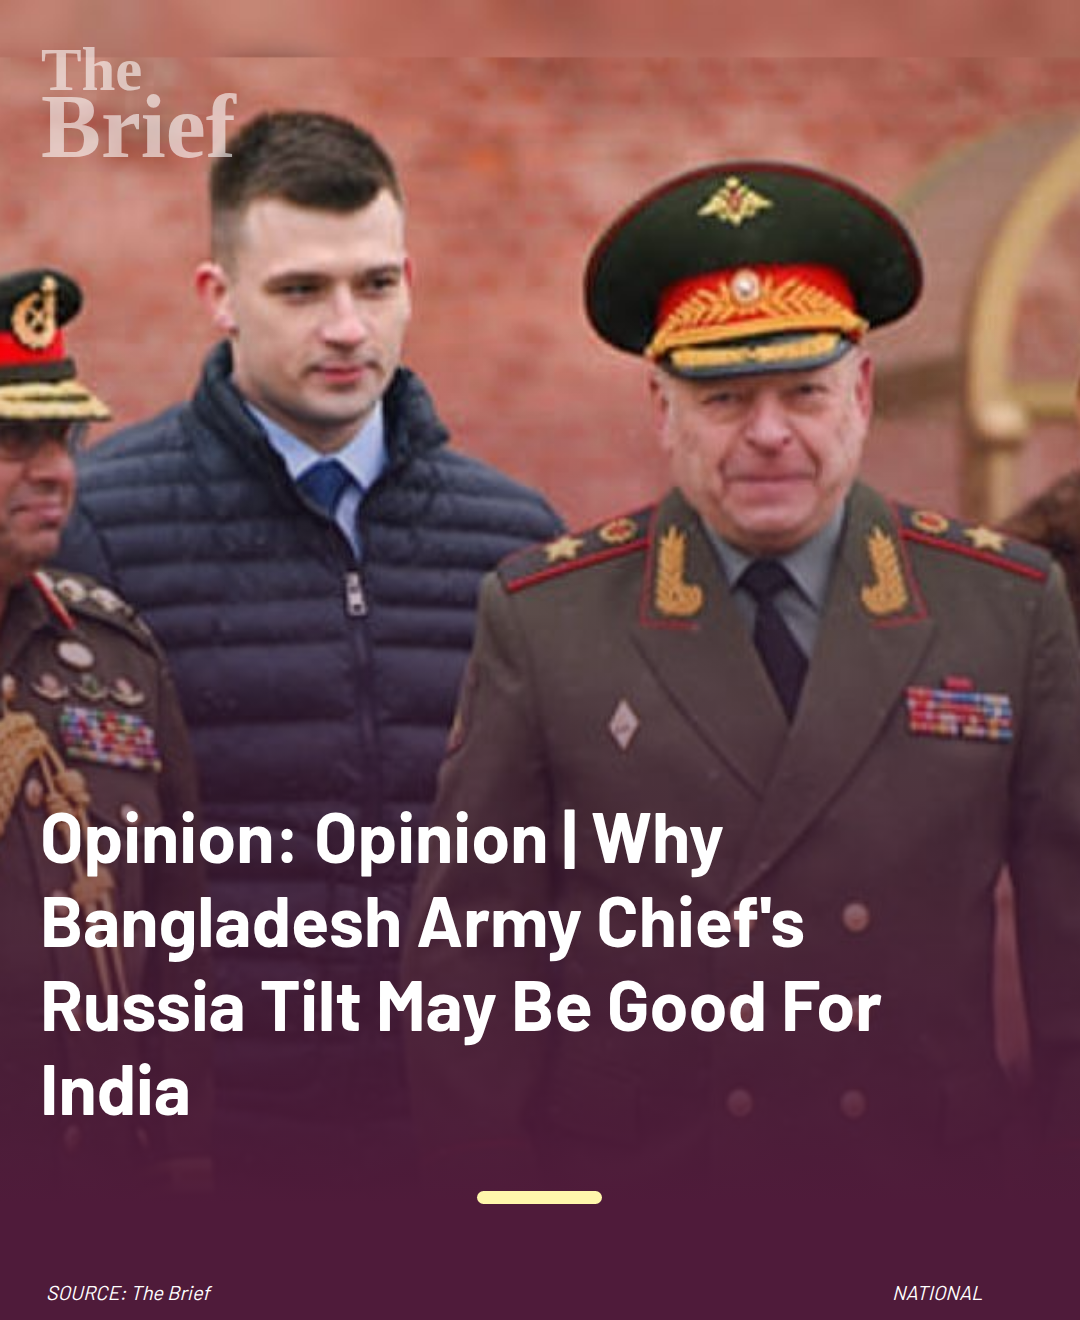 The
Brief
Opinion: Opinion | Why
Bangladesh Army Chief's
Russia Tilt May Be Good For
India
SOURCE: The Brief
NATIONAL